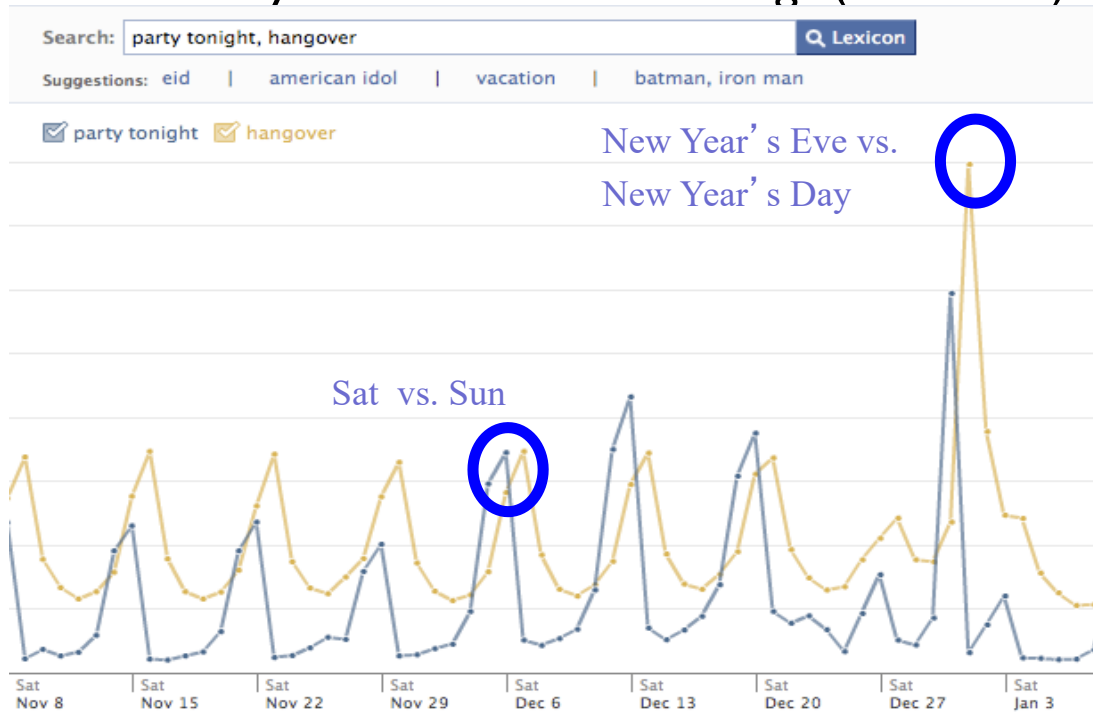 Search: party tonight, hangover Lexicon
Suggestions: eid | american idol | vacation | batman, iron man
party tonight hangover
New Year’s Eve vs.
New Year’s Day
Sat vs. Sun
Sat Sat Sat Sat Sat Sat Sat Sat Sat
Nov 8 Nov 15 Nov 22 Nov 29 Dec 6 Dec 13 Dec 20 Dec 27 Jan 3